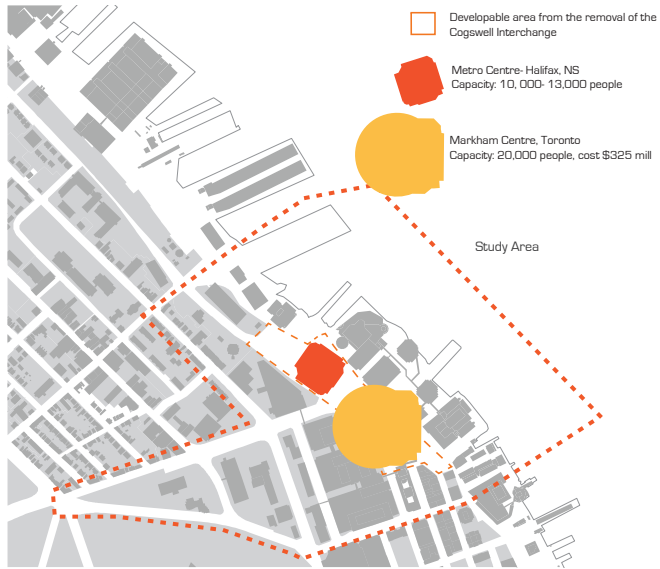 Developable area from the removal of the
Cogswell Interchange
Metro Centre- Halifax, NS
Capacity: 10, 000- 13,000 people
Markham Centre, Toronto
Capacity: 20,000 people, cost $325 mill
Study Area